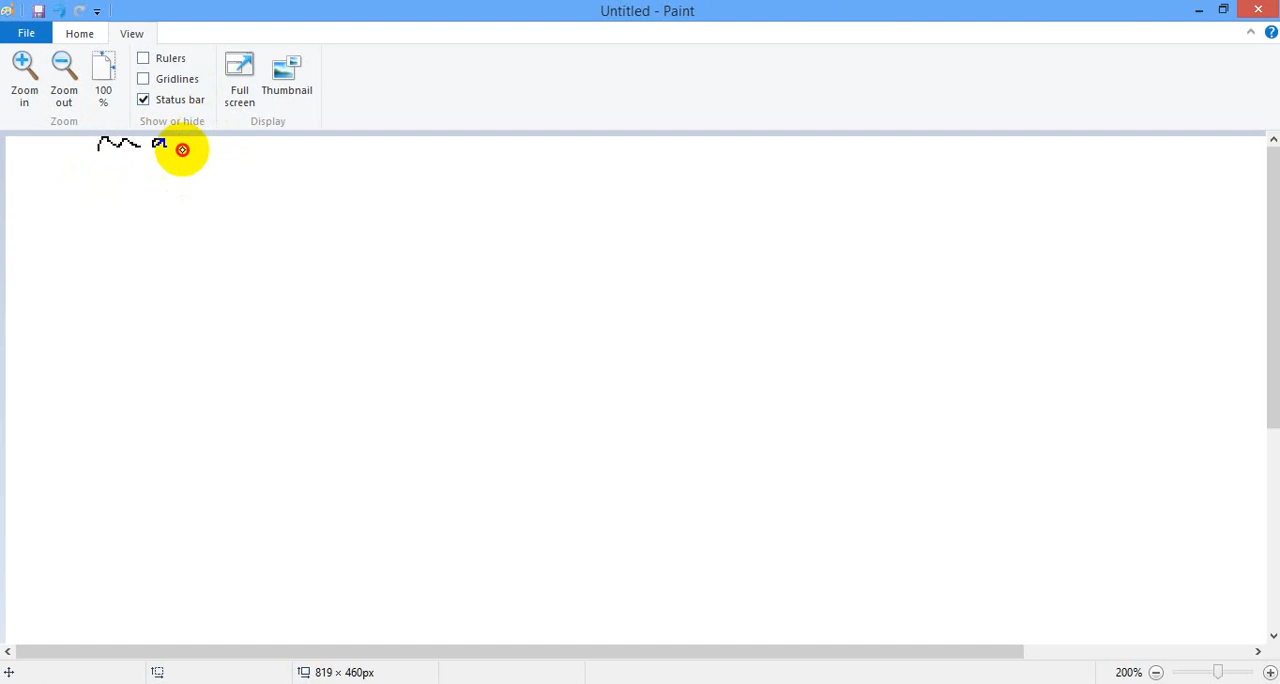 Untitled - Paint
File Home View
Zoom in Zoom out 100 % Rulers Gridlines Status bar Full screen Thumbnail
Zoom Show or hide Display
819 × 460px 200%